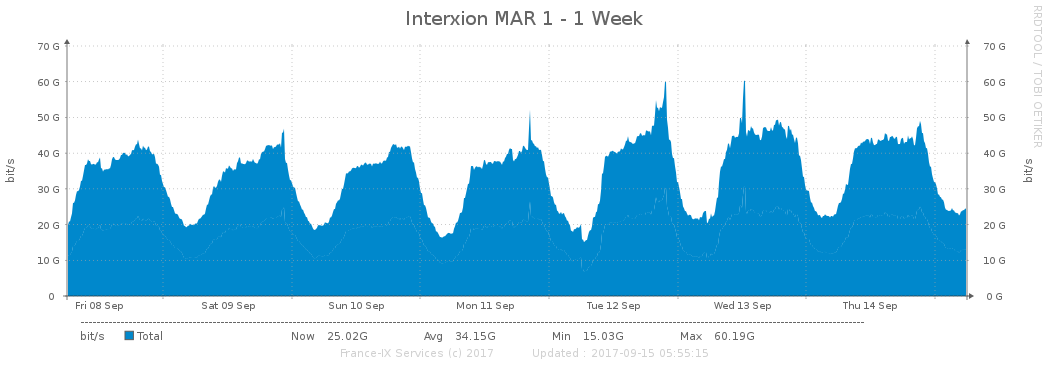 Interxion MAR 1 - 1 Week
RRDTOOL / TOBI OETIKER
bit/s
70 G 70 G
60 G 60 G
50 G 50 G
40 G 40 G
30 G 30 G
20 G 20 G
10 G 10 G
0 0 G
bit/s
Fri 08 Sep Sat 09 Sep Sun 10 Sep Mon 11 Sep Tue 12 Sep Wed 13 Sep Thu 14 Sep
bit/s Total Now 25.02G Avg 34.15G Min 15.03G Max 60.19G
France-IX Services (c) 2017 Updated : 2017-09-15 05:55:15